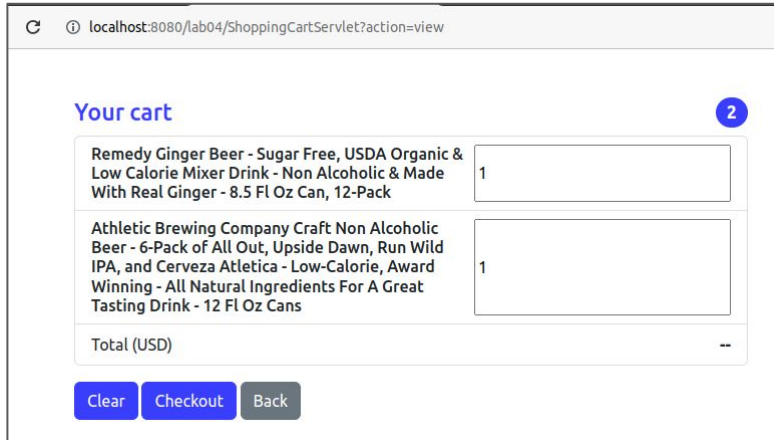 localhost:8080/lab04/ShoppingCartServlet?action=view
Your cart
2
Remedy Ginger Beer - Sugar Free, USDA Organic &
Low Calorie Mixer Drink - Non Alcoholic & Made
With Real Ginger - 8.5 Fl Oz Can, 12-Pack
1
Athletic Brewing Company Craft Non Alcoholic
Beer - 6-Pack of All Out, Upside Dawn, Run Wild
IPA, and Cerveza Atletica - Low-Calorie, Award
Winning - All Natural Ingredients For A Great
Tasting Drink - 12 Fl Oz Cans
1
Total (USD) --
Clear Checkout Back